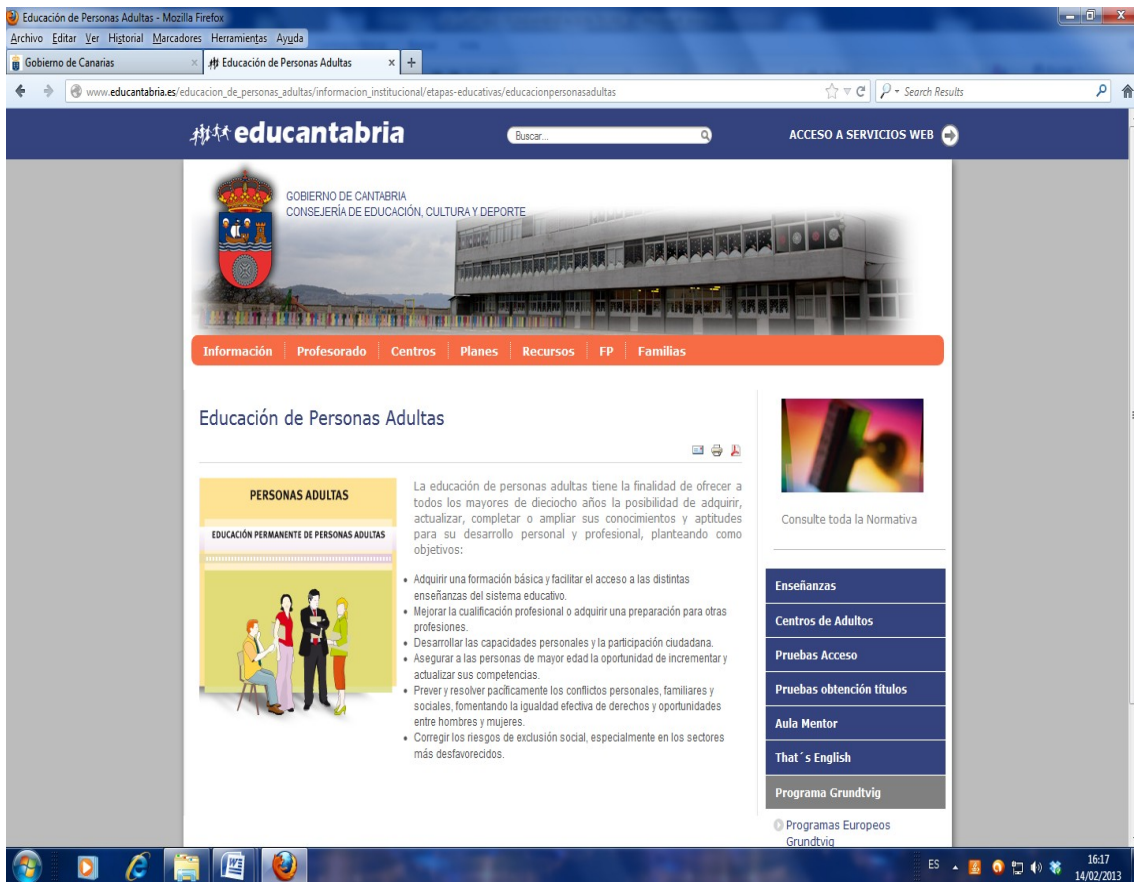 Educación de Personas Adultas - Mozilla Firefox
Archivo Editar Ver Historial Marcadores Herramientas Ayuda
Gobierno de Canarias
Educación de Personas Adultas
www.educantabria.es/educacion_de_personas_adultas/informacion_institucional/etapas-educativas/educacionpersonasadultas
Search Results
educantabria
Buscar...
ACCESO A SERVICIOS WEB
GOBIERNO DE CANTABRIA
CONSEJERÍA DE EDUCACIÓN, CULTURA Y DEPORTE
Información Profesorado Centros Planes Recursos FP Familias
Educación de Personas Adultas
PERSONAS ADULTAS
EDUCACIÓN PERMANENTE DE PERSONAS ADULTAS
La educación de personas adultas tiene la finalidad de ofrecer a
todos los mayores de dieciocho años la posibilidad de adquirir,
actualizar, completar o ampliar sus conocimientos y aptitudes
para su desarrollo personal y profesional, planteando como
objetivos:
• Adquirir una formación básica y facilitar el acceso a las distintas
enseñanzas del sistema educativo.
• Mejorar la cualificación profesional o adquirir una preparación para otras
profesiones.
• Desarrollar las capacidades personales y la participación ciudadana.
• Asegurar a las personas de mayor edad la oportunidad de incrementar y
actualizar sus competencias.
• Prever y resolver pacíficamente los conflictos personales, familiares y
sociales, fomentando la igualdad efectiva de derechos y oportunidades
entre hombres y mujeres.
• Corregir los riesgos de exclusión social, especialmente en los sectores
más desfavorecidos.
Consulte toda la Normativa
Enseñanzas
Centros de Adultos
Pruebas Acceso
Pruebas obtención títulos
Aula Mentor
That´s English
Programa Grundtvig
Programas Europeos
Grundtvig
ES
16:17
14/02/2013